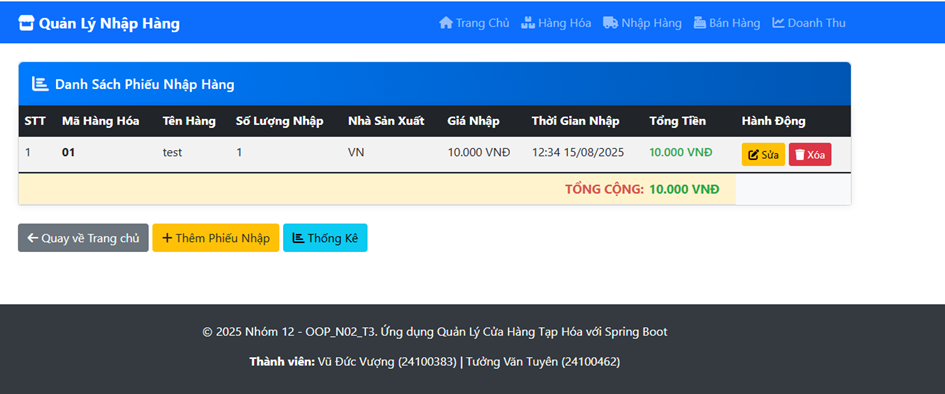 Quản Lý Nhập Hàng Trang Chủ Hàng Hóa Nhập Hàng Bán Hàng Doanh Thu
Danh Sách Phiếu Nhập Hàng
STT Mã Hàng Hóa Tên Hàng Số Lượng Nhập Nhà Sản Xuất Giá Nhập Thời Gian Nhập Tổng Tiền Hành Động
1 01 test 1 VN 10.000 VNĐ 12:34 15/08/2025 10.000 VNĐ Sửa Xóa
TỔNG CỘNG: 10.000 VNĐ
Quay về Trang chủ Thêm Phiếu Nhập Thống Kê
© 2025 Nhóm 12 - OOP_N02_T3. Ứng dụng Quản Lý Cửa Hàng Tạp Hóa với Spring Boot
Thành viên: Vũ Đức Vượng (24100383) | Tưởng Văn Tuyên (24100462)